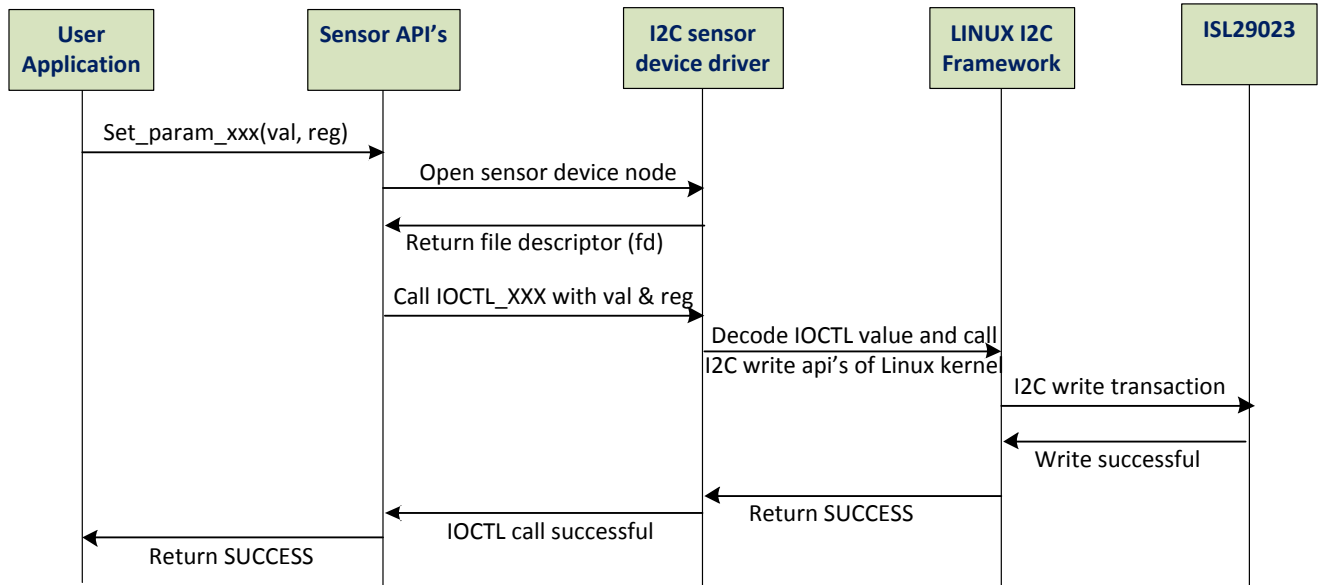 User
Application
Sensor API's
I2C sensor
device driver
LINUX I2C
Framework
ISL29023
Set_param_xxx(val, reg)
Open sensor device node
Return file descriptor (fd)
Call IOCTL_XXX with val & reg
Decode IOCTL value and call
I2C write api's of Linux kernel
I2C write transaction
Write successful
Return SUCCESS
IOCTL call successful
Return SUCCESS